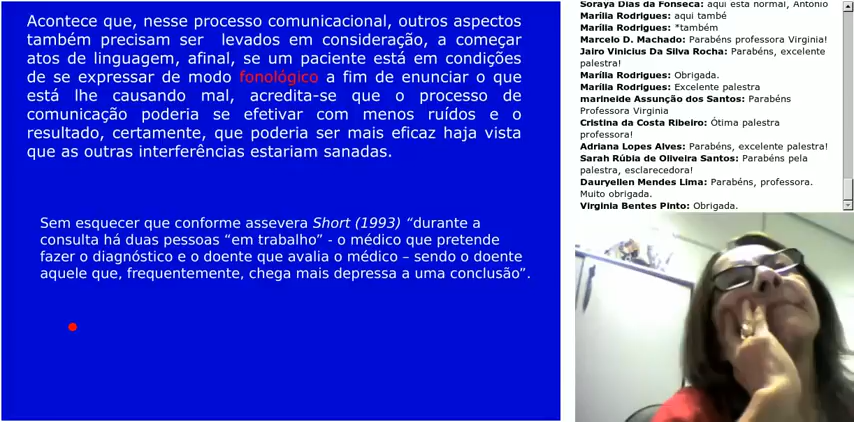 Acontece que, nesse processo comunicacional, outros aspectos
também precisam ser levados em consideração, a começar
atos de linguagem, afinal, se um paciente está em condições
de se expressar de modo fonológico a fim de enunciar o que
está lhe causando mal, acredita-se que o processo de
comunicação poderia se efetivar com menos ruídos e o
resultado, certamente, que poderia ser mais eficaz haja vista
que as outras interferências estariam sanadas.
Sem esquecer que conforme assevera Short (1993) “durante a
consulta há duas pessoas “em trabalho” - o médico que pretende
fazer o diagnóstico e o doente que avalia o médico – sendo o doente
aquele que, frequentemente, chega mais depressa a uma conclusão”.
Soraya Dias da Fonseca: aqui está normal, Antonio
Marília Rodrigues: aqui també
Marília Rodrigues: *também
Marcelo D. Machado: Parabéns professora Virginia!
Jairo Vinicius Da Silva Rocha: Parabéns, excelente
palestra!
Marília Rodrigues: Obrigada.
Marília Rodrigues: Excelente palestra
marineide Assunção dos Santos: Parabéns
Professora Virginia
Cristina da Costa Ribeiro: Ótima palestra
professora!
Adriana Lopes Alves: Parabéns, excelente palestra!
Sarah Rúbia de Oliveira Santos: Parabéns pela
palestra, esclarecedora!
Dauryellen Mendes Lima: Parabéns, professora.
Muito obrigada.
Virginia Bentes Pinto: Obrigada.